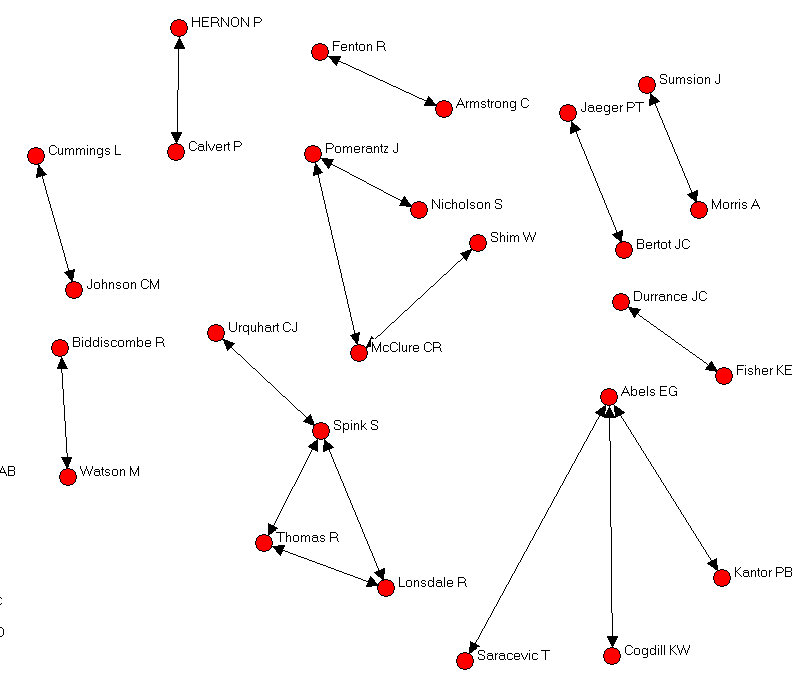 HERNON P
Fenton R
Sumsion J
Armstrong C
Jaeger PT
Calvert P
Cummings L
Pomerantz J
Nicholson S
Morris A
Shim W
Bertot JC
Johnson CM
Durrance JC
Urquhart CJ
Biddiscombe R
McClure CR
Fisher KE
Abels EG
Spink S
AB
Watson M
Thomas R
Kantor PB
Lonsdale R
Cogdill KW
Saracevic T